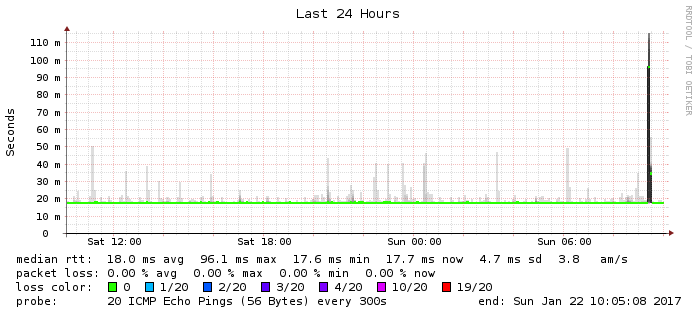 Last 24 Hours
RRDTOOL / TOBI OETIKER
Seconds
110 m
100 m
90 m
80 m
70 m
60 m
50 m
40 m
30 m
20 m
10 m
0
Sat 12:00 Sat 18:00 Sun 00:00 Sun 06:00
median rtt: 18.0 ms avg 96.1 ms max 17.6 ms min 17.7 ms now 4.7 ms sd 3.8 am/s
packet loss: 0.00 % avg 0.00 % max 0.00 % min 0.00 % now
loss color: 0 1/20 2/20 3/20 4/20 10/20 19/20
probe: 20 ICMP Echo Pings (56 Bytes) every 300s end: Sun Jan 22 10:05:08 2017